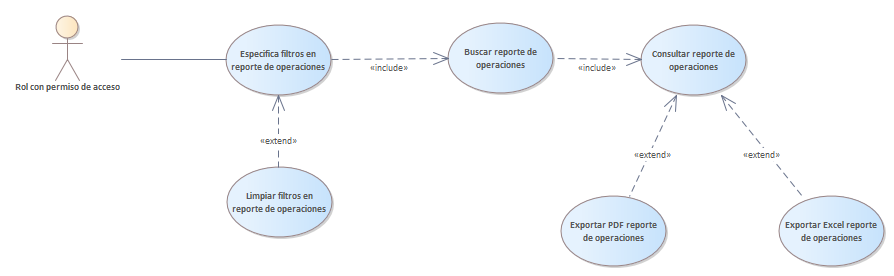 Rol con permiso de acceso
Especifica filtros en
reporte de operaciones
«include»
Buscar reporte de
operaciones
«include»
Consultar reporte de
operaciones
«extend»
Limpiar filtros en
reporte de operaciones
«extend»
«extend»
Exportar PDF reporte
de operaciones
Exportar Excel reporte
de operaciones